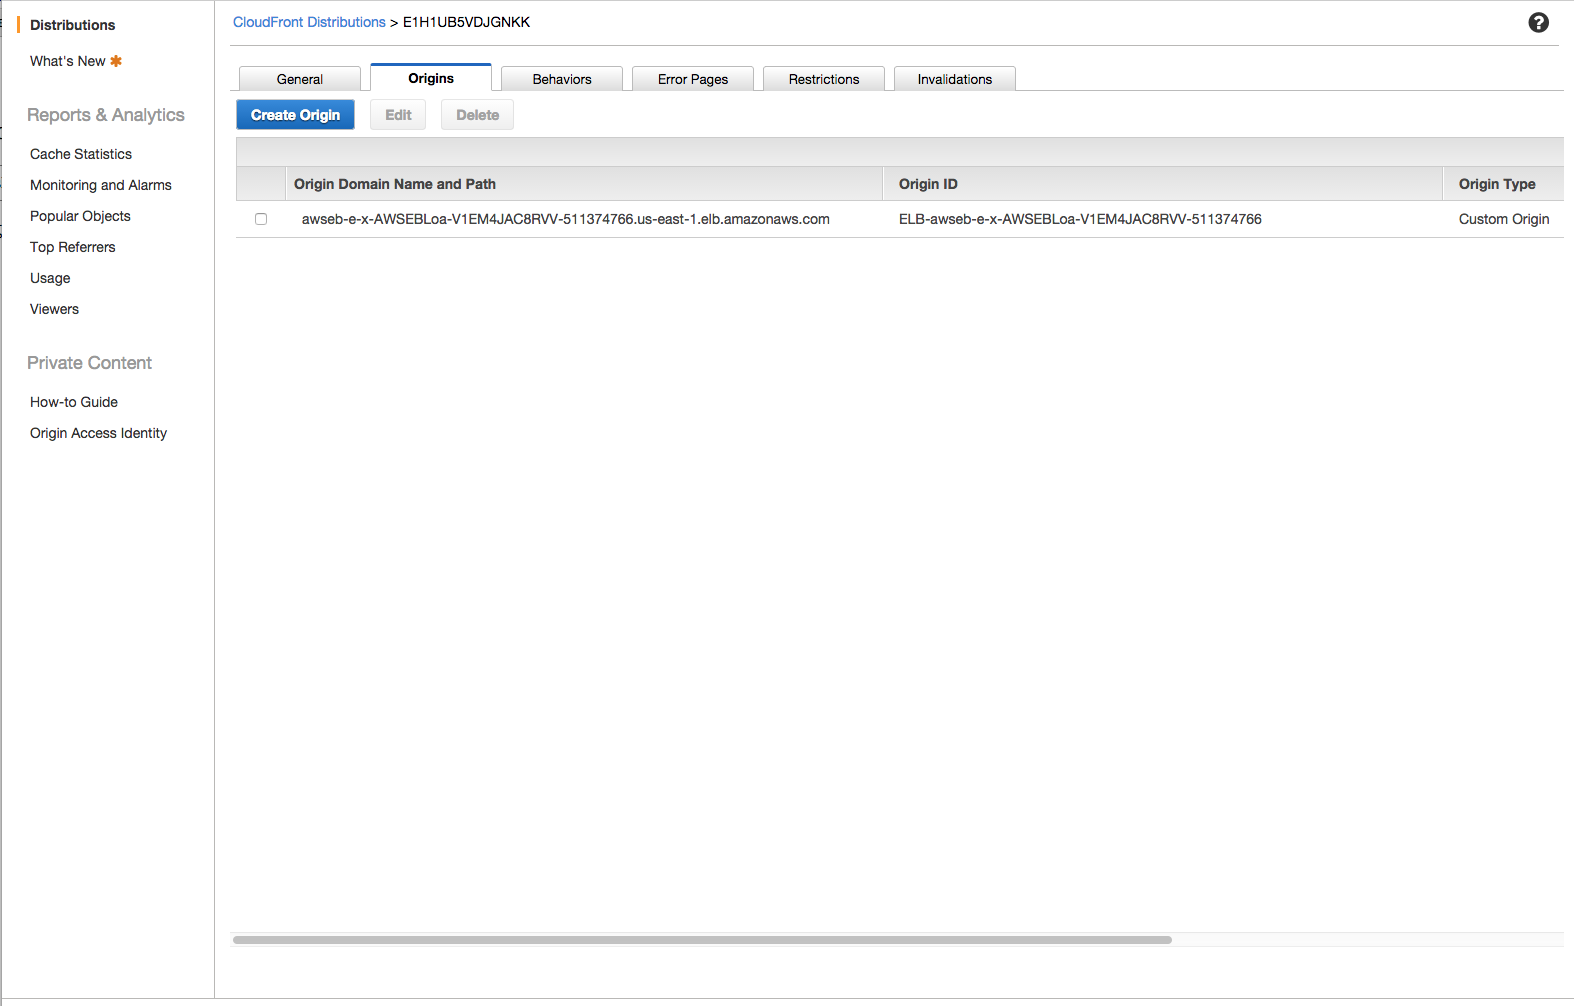 Distributions
What's New ✱
Reports & Analytics
Cache Statistics
Monitoring and Alarms
Popular Objects
Top Referrers
Usage
Viewers
Private Content
How-to Guide
Origin Access Identity
CloudFront Distributions > E1H1UB5VDJGNKK
?
General Origins Behaviors Error Pages Restrictions Invalidations
Create Origin Edit Delete
Origin Domain Name and Path Origin ID Origin Type
awseb-e-x-AWSEBLoa-V1EM4JAC8RVV-511374766.us-east-1.elb.amazonaws.com ELB-awseb-e-x-AWSEBLoa-V1EM4JAC8RVV-511374766 Custom Origin